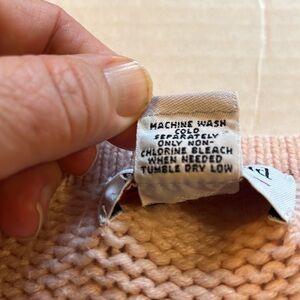 MACHINE WASH
COLD
SEPARATELY
ONLY NON-
CHLORINE BLEACH
WHEN NEEDED
TUMBLE DRY LOW